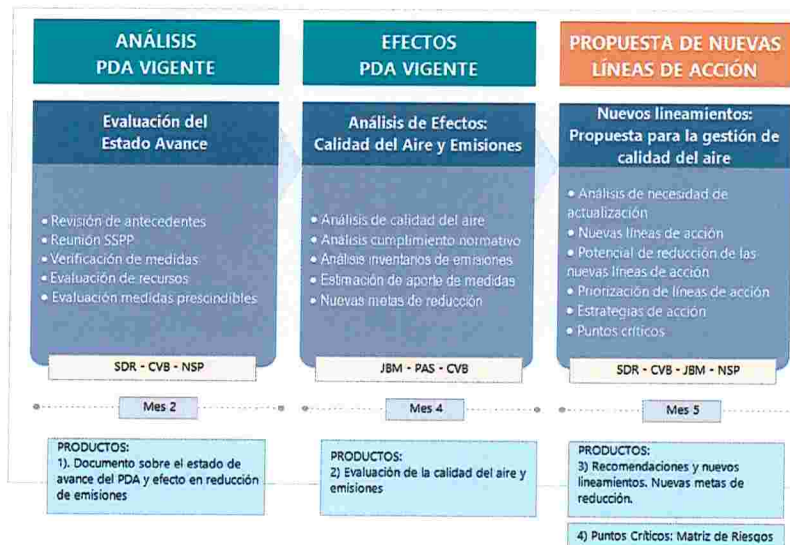 ANÁLISIS
PDA VIGENTE
Evaluación del
Estado Avance
• Revisión de antecedentes
• Reunión SSPP
• Verificación de medidas
• Evaluación de recursos
• Evaluación medidas prescindibles
SDR - CVB - NSP
Mes 2
PRODUCTOS:
1). Documento sobre el estado de
avance del PDA y efecto en reducción
de emisiones
EFECTOS
PDA VIGENTE
Análisis de Efectos:
Calidad del Aire y Emisiones
• Análisis de calidad del aire
• Análisis cumplimiento normativo
• Análisis inventarios de emisiones
• Estimación de aporte de medidas
• Nuevas metas de reducción
JBM - PAS - CVB
Mes 4
PRODUCTOS:
2) Evaluación de la calidad del aire y
emisiones
PROPUESTA DE NUEVAS
LÍNEAS DE ACCIÓN
Nuevos lineamientos:
Propuesta para la gestión de
calidad del aire
• Análisis de necesidad de
actualización
• Nuevas líneas de acción
• Potencial de reducción de las
nuevas líneas de acción
• Priorización de líneas de acción
• Estrategias de acción
• Puntos críticos
SDR - CVB - JBM - NSP
Mes 5
PRODUCTOS:
3) Recomendaciones y nuevos
lineamientos. Nuevas metas de
reducción.
4) Puntos Críticos: Matriz de Riesgos